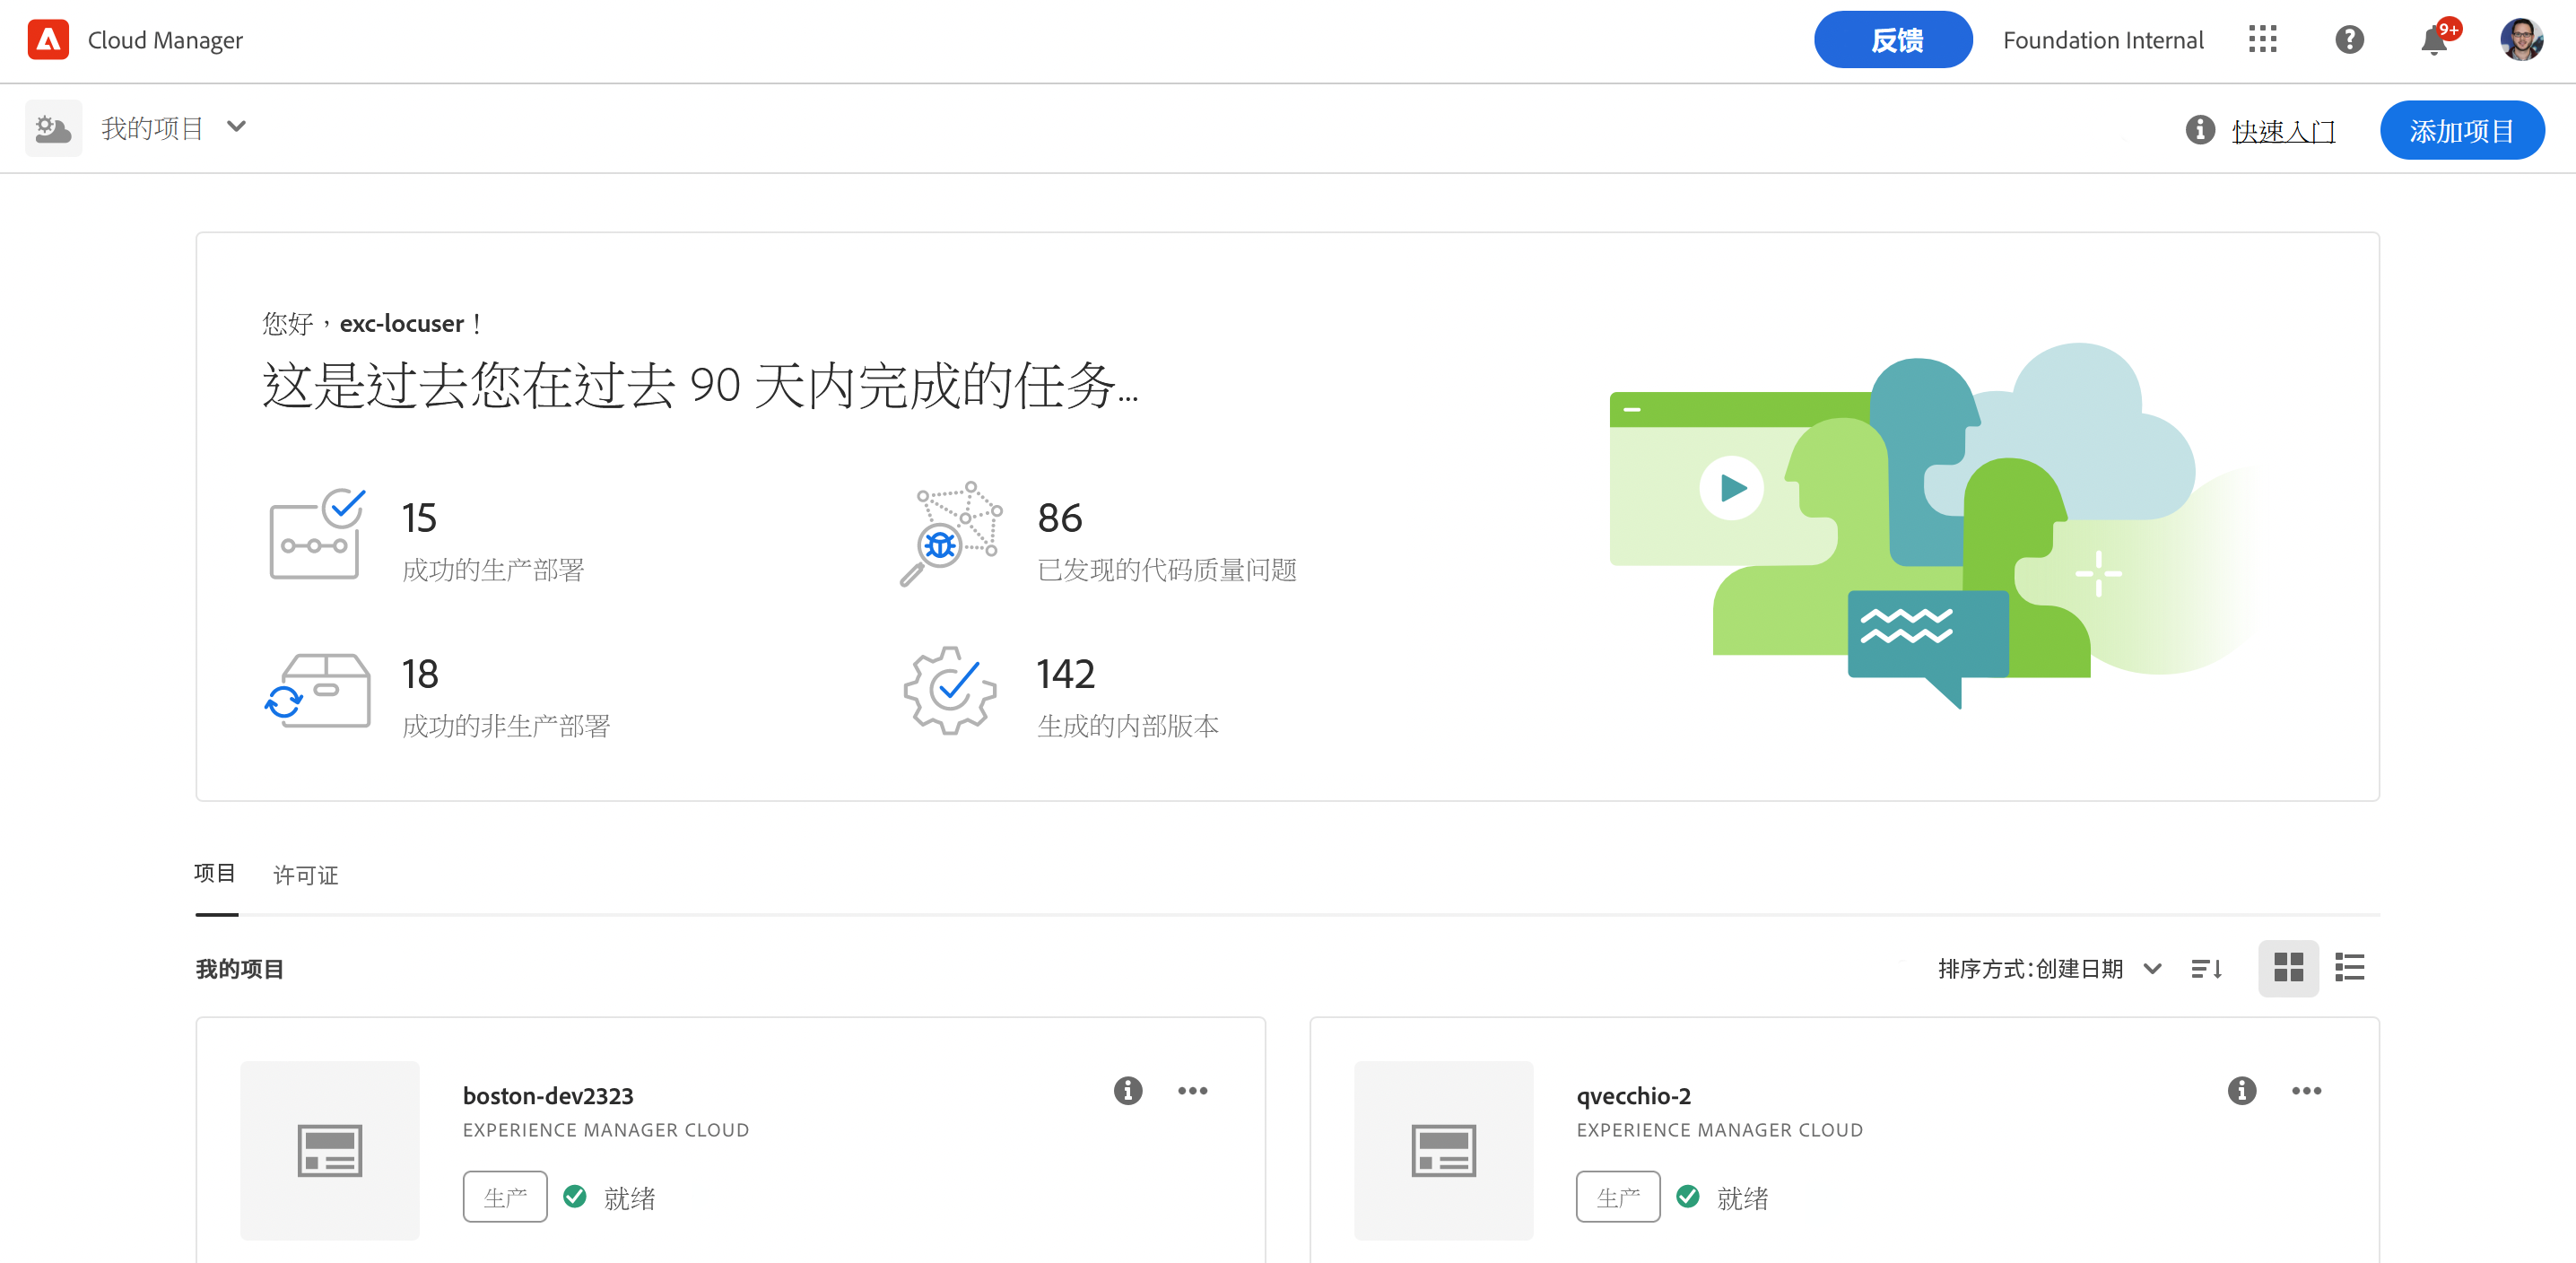 Cloud Manager
反馈
Foundation Internal
9+
我的项目
快速入门
添加项目
您好，exc-locuser！
这是过去您在过去 90 天内完成的任务...
15
成功的生产部署
86
已发现的代码质量问题
18
成功的非生产部署
142
生成的内部版本
项目
许可证
我的项目
排序方式:创建日期
boston-dev2323
EXPERIENCE MANAGER CLOUD
生产
就绪
qvecchio-2
EXPERIENCE MANAGER CLOUD
生产
就绪